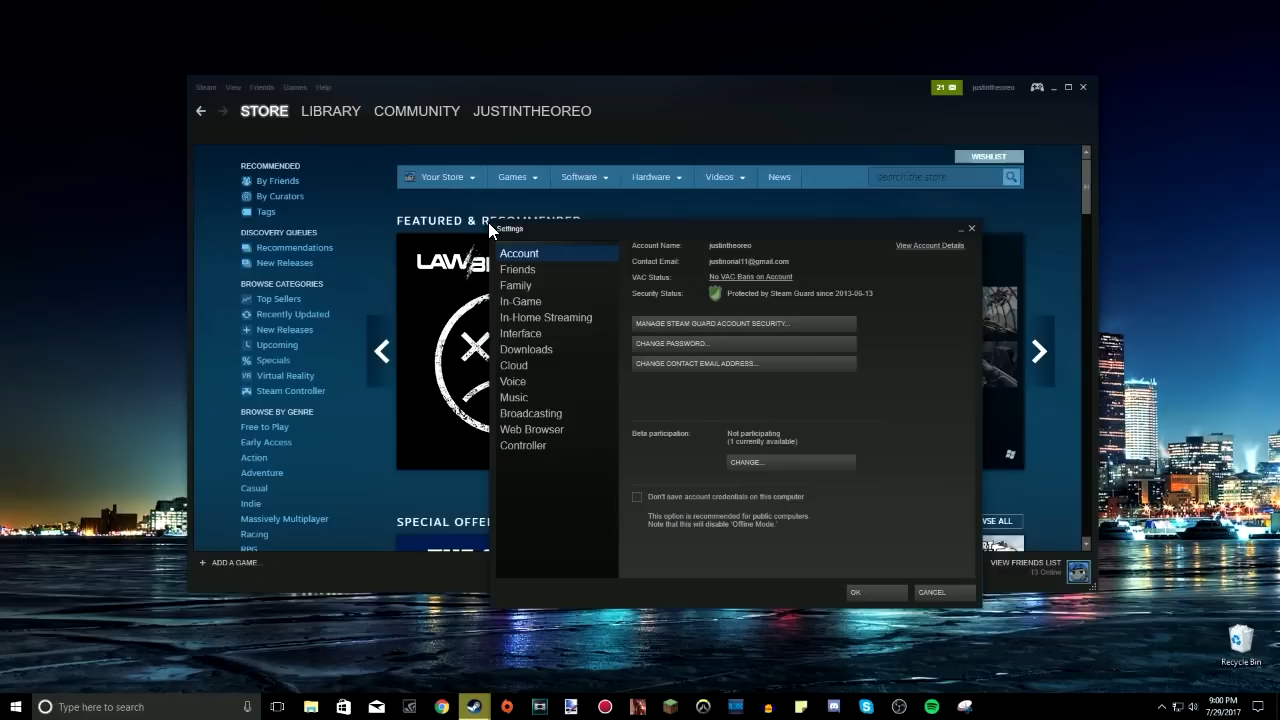 Steam View Friends Games Help
21
justintheoreo
STORE LIBRARY COMMUNITY JUSTINTHEOREO
WISHLIST
Your Store Games Software Hardware Videos News
search the store
RECOMMENDED
By Friends
By Curators
Tags
DISCOVERY QUEUES
Recommendations
New Releases
BROWSE CATEGORIES
Top Sellers
Recently Updated
New Releases
Upcoming
Specials
VR Virtual Reality
Steam Controller
BROWSE BY GENRE
Free to Play
Early Access
Action
Adventure
Casual
Indie
Massively Multiplayer
Racing
RPG
FEATURED & RECOMMENDED
SPECIAL OFFE
WSE ALL
Settings
Account
Friends
Family
In-Game
In-Home Streaming
Interface
Downloads
Cloud
Voice
Music
Broadcasting
Web Browser
Controller
Account Name: justintheoreo
View Account Details
Contact Email: justinorial11@gmail.com
VAC Status: No VAC Bans on Account
Security Status: Protected by Steam Guard since 2013-06-13
MANAGE STEAM GUARD ACCOUNT SECURITY...
CHANGE PASSWORD...
CHANGE CONTACT EMAIL ADDRESS...
Beta participation: Not participating
(1 currently available)
CHANGE...
Don't save account credentials on this computer
This option is recommended for public computers.
Note that this will disable 'Offline Mode.'
OK CANCEL
+ ADD A GAME...
VIEW FRIENDS LIST
13 Online
Recycle Bin
Type here to search
9:00 PM
7/29/2017